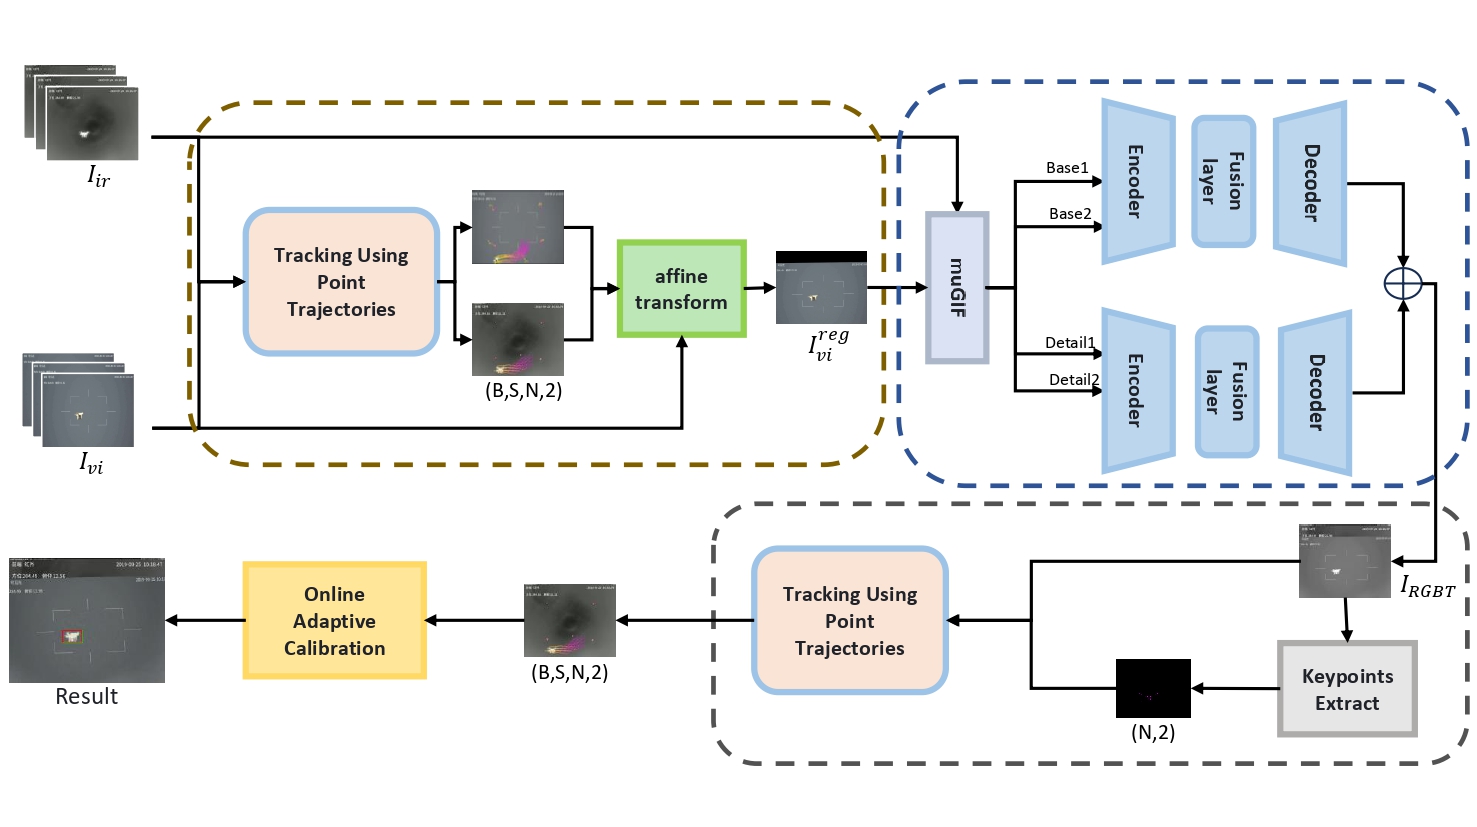 I_{ir}
Tracking Using
Point
Trajectories
(B,S,N,2)
affine
transform
I_{vi}^{reg}
I_{vi}
muGIF
Base1
Base2
Encoder
Fusion
layer
Decoder
Detail1
Detail2
Encoder
Fusion
layer
Decoder
I_{RGBT}
Keypoints
Extract
(N,2)
Tracking Using
Point
Trajectories
(B,S,N,2)
Online
Adaptive
Calibration
Result